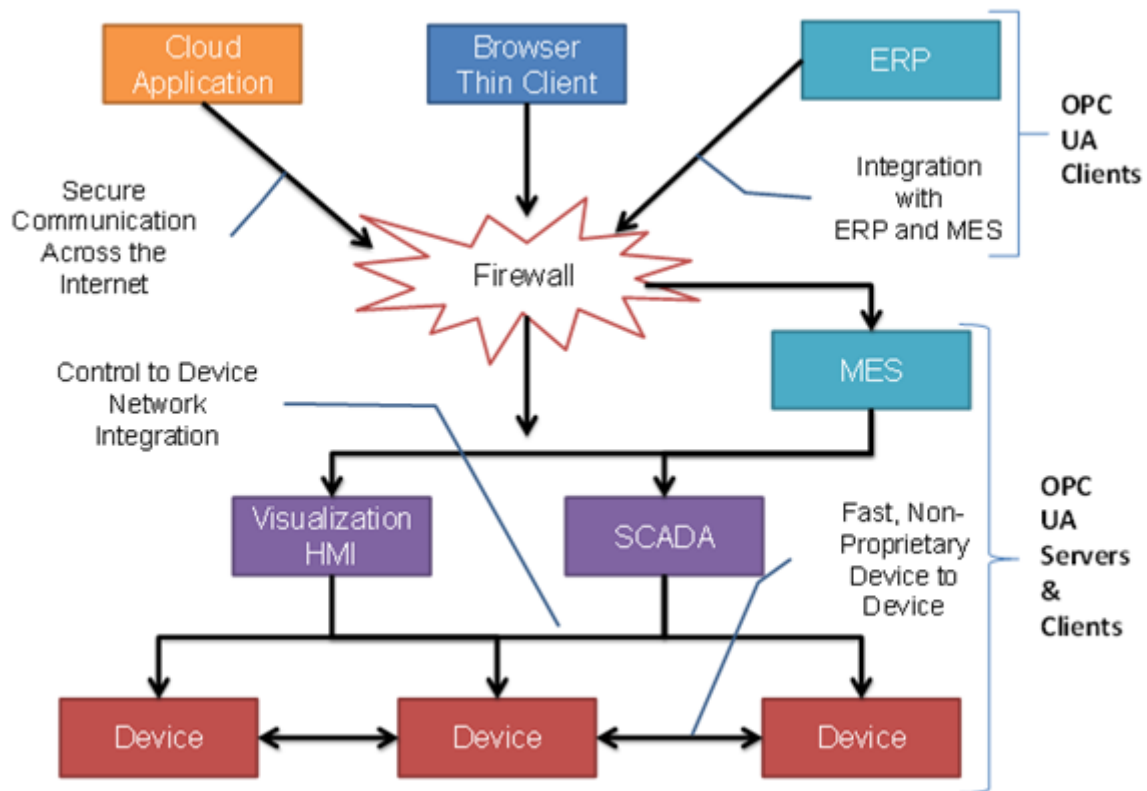 Cloud
Application
Browser
Thin Client
ERP
OPC
UA
Clients
Secure
Communication
Across the
Internet
Integration
with
ERP and MES
Firewall
MES
Control to Device
Network
Integration
Visualization
HMI
SCADA
Fast, Non-
Proprietary
Device to
Device
OPC
UA
Servers
&
Clients
Device
Device
Device